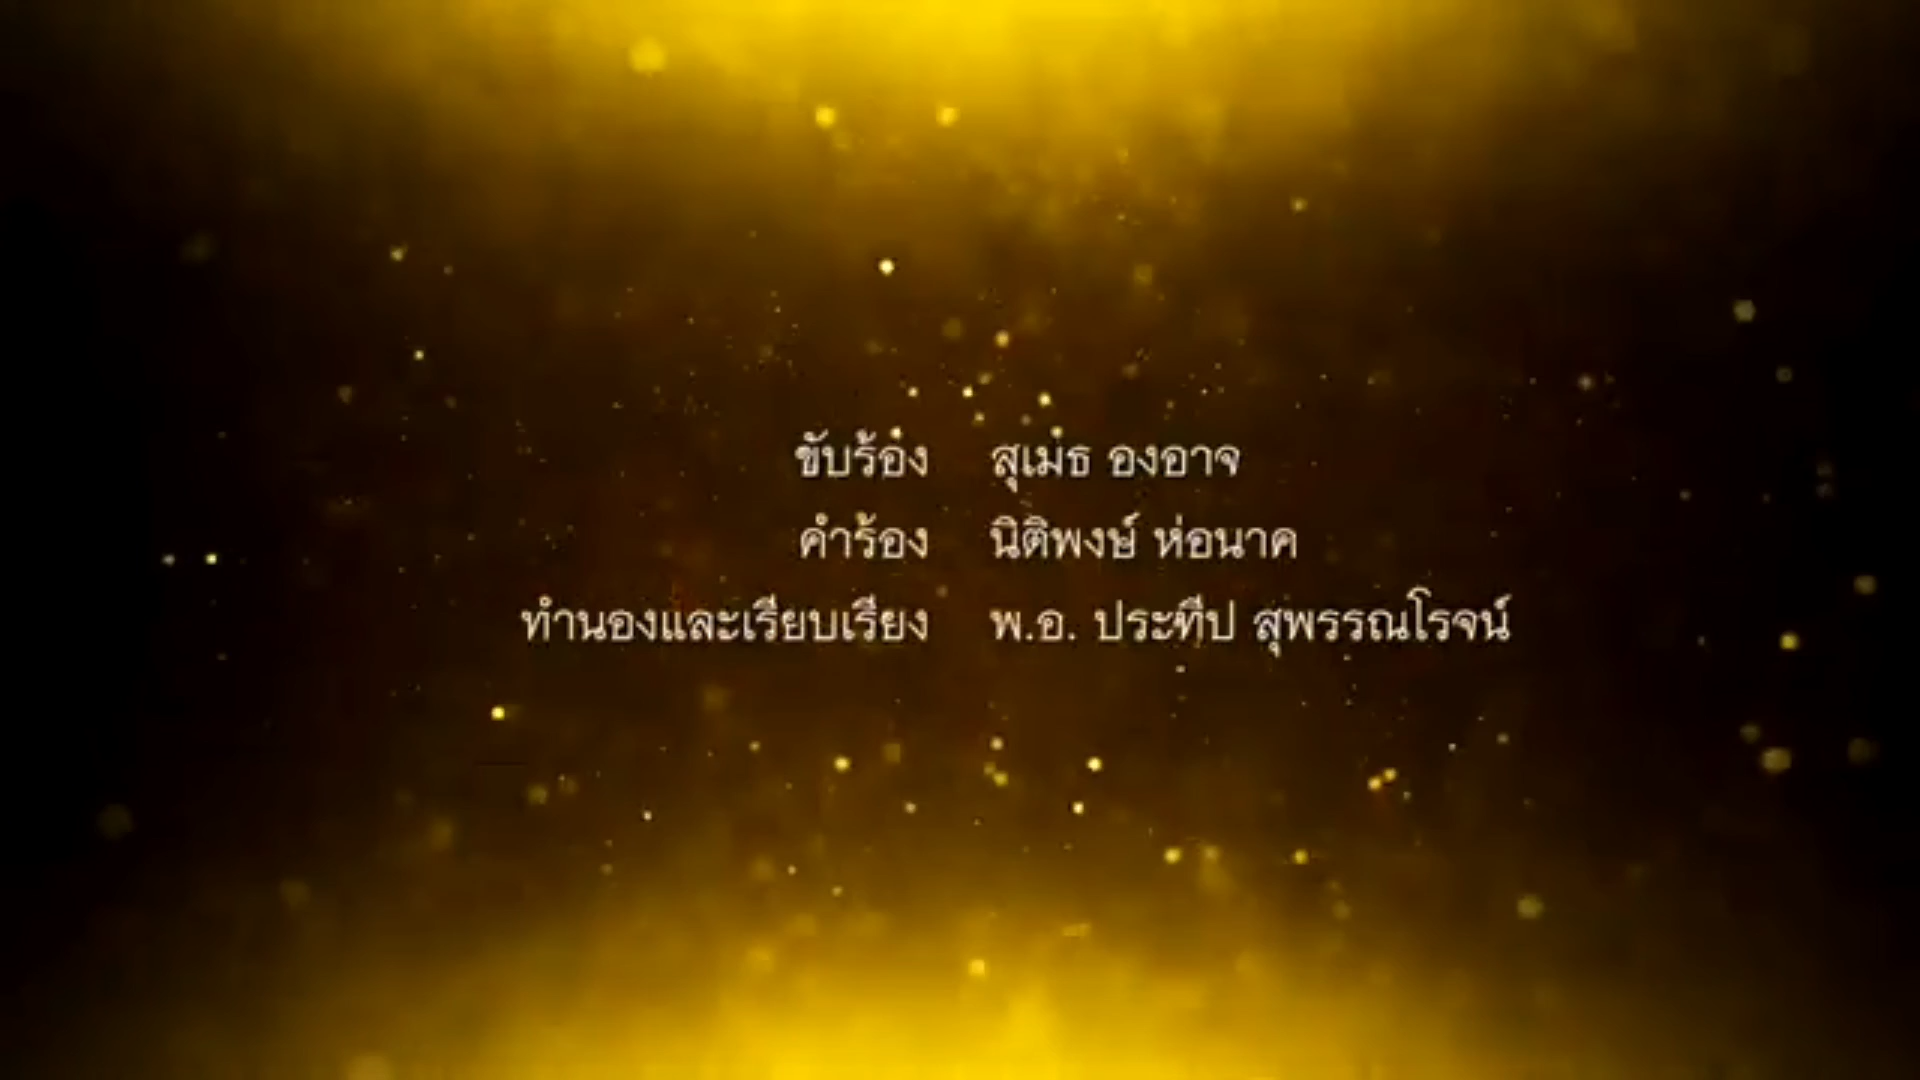 ขับร้อง สุเมธ องอาจ
คำร้อง นิติพงษ์ ห่อนาค
ทำนองและเรียบเรียง พ.อ. ประทีป สุพรรณโรจน์